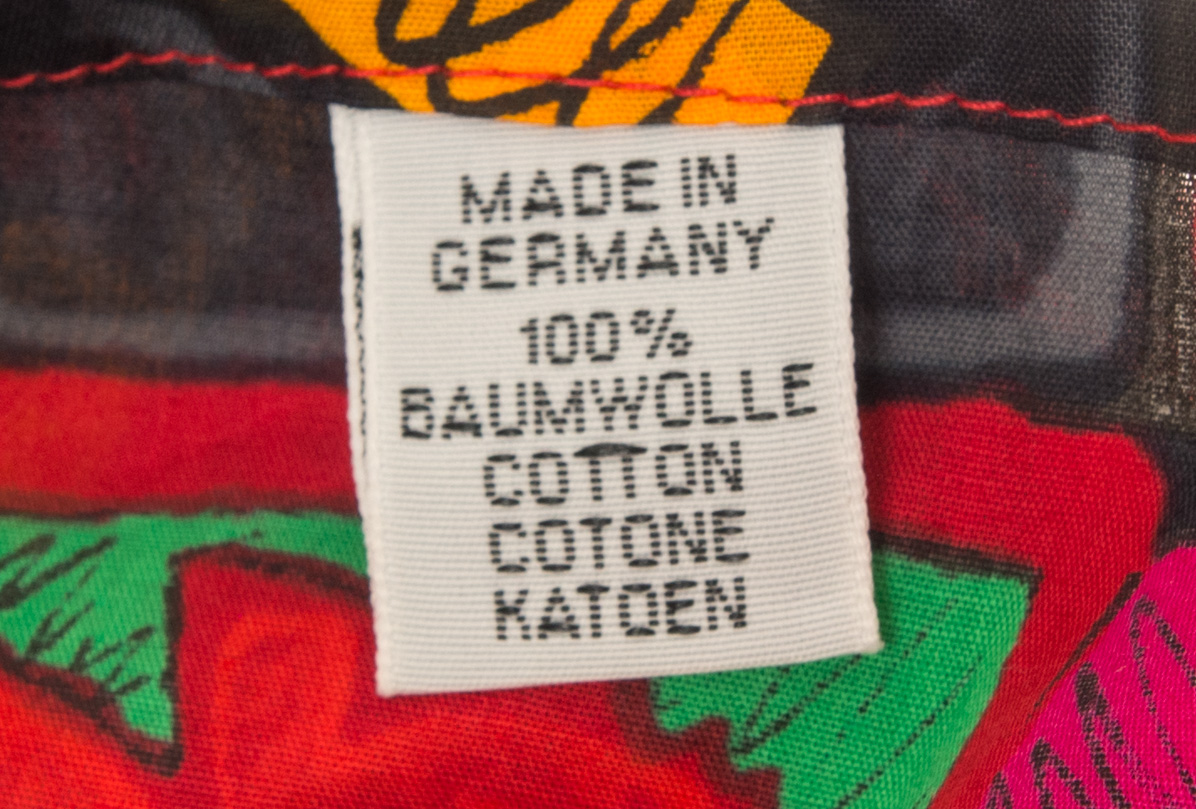 MADE IN
GERMANY
100%
BAUMWOLLE
COTTON
COTONE
KATOEN